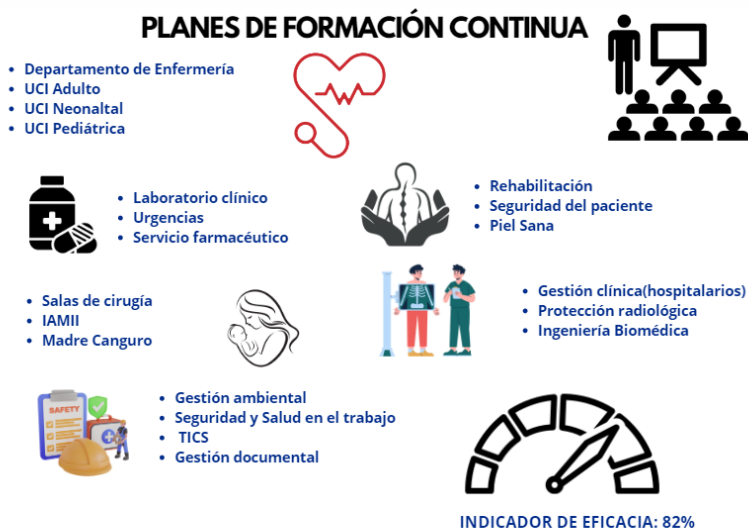 PLANES DE FORMACIÓN CONTINUA
• Departamento de Enfermería
• UCI Adulto
• UCI Neonaltal
• UCI Pediátrica
• Laboratorio clínico
• Urgencias
• Servicio farmacéutico
• Rehabilitación
• Seguridad del paciente
• Piel Sana
• Salas de cirugía
• IAMII
• Madre Canguro
• Gestión clínica(hospitalarios)
• Protección radiológica
• Ingeniería Biomédica
SAFETY
• Gestión ambiental
• Seguridad y Salud en el trabajo
• TICS
• Gestión documental
INDICADOR DE EFICACIA: 82%